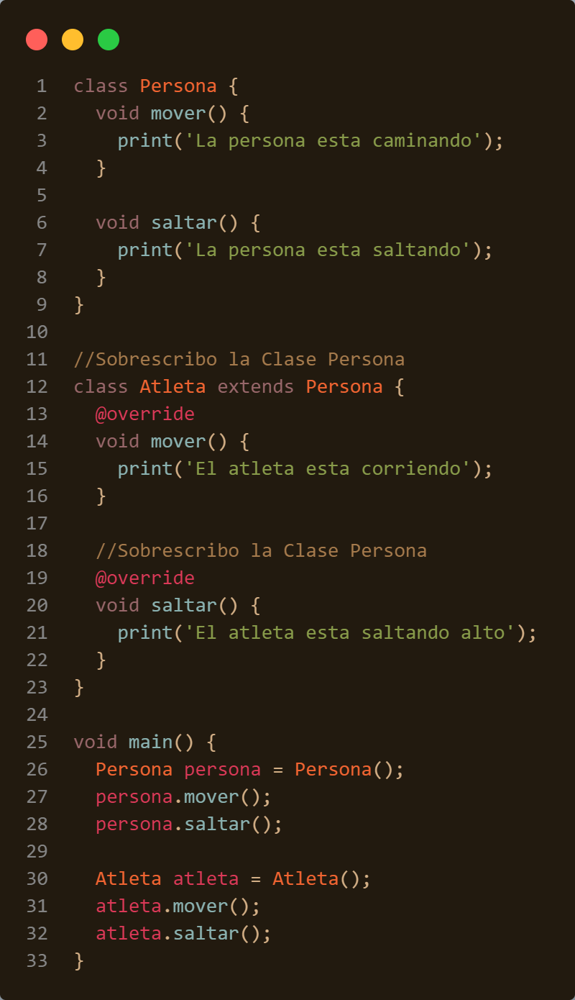 1 class Persona {
2   void mover() {
3     print('La persona esta caminando');
4   }
5
6   void saltar() {
7     print('La persona esta saltando');
8   }
9 }
10
11 //Sobrescribo la Clase Persona
12 class Atleta extends Persona {
13   @override
14   void mover() {
15     print('El atleta esta corriendo');
16   }
17
18   //Sobrescribo la Clase Persona
19   @override
20   void saltar() {
21     print('El atleta esta saltando alto');
22   }
23 }
24
25 void main() {
26   Persona persona = Persona();
27   persona.mover();
28   persona.saltar();
29
30   Atleta atleta = Atleta();
31   atleta.mover();
32   atleta.saltar();
33 }